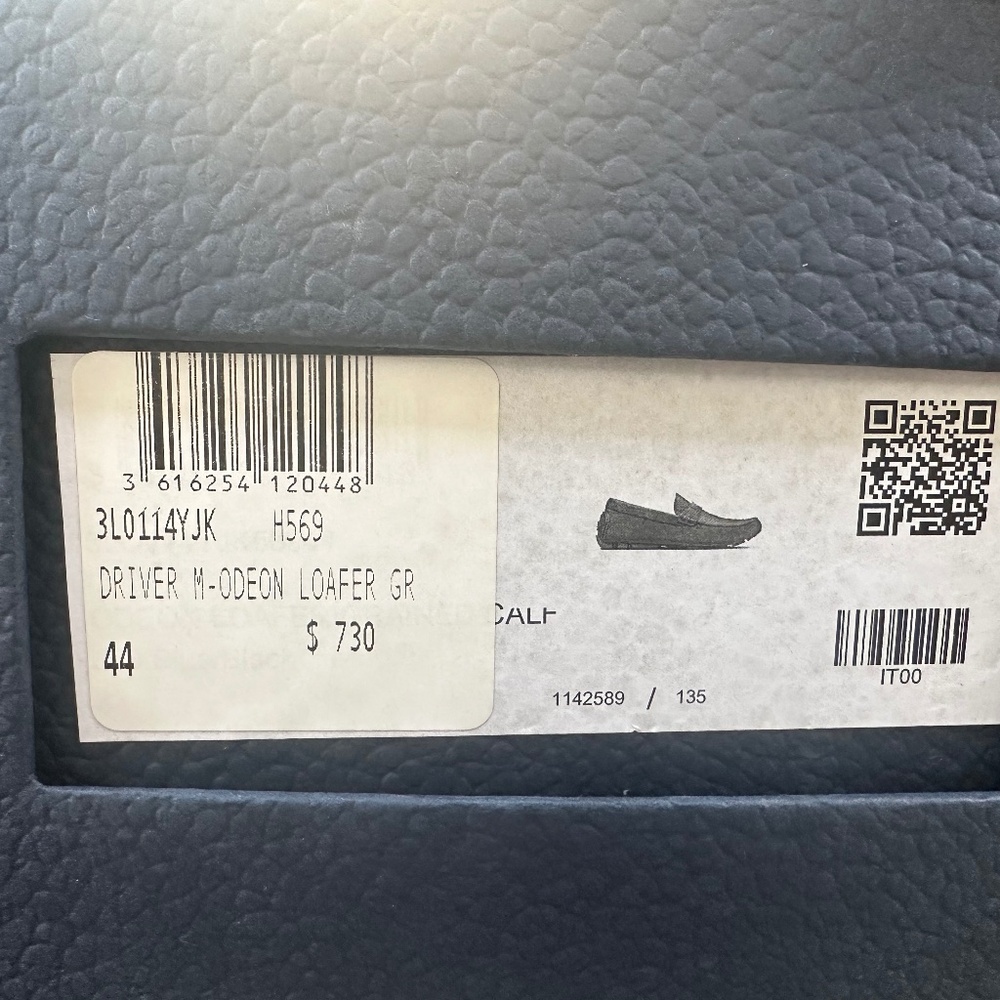 3 616254 120448
3L0114YJK H569
DRIVER M-ODEON LOAFER GR
$ 730
44
CALF
1142589 / 135
IT00